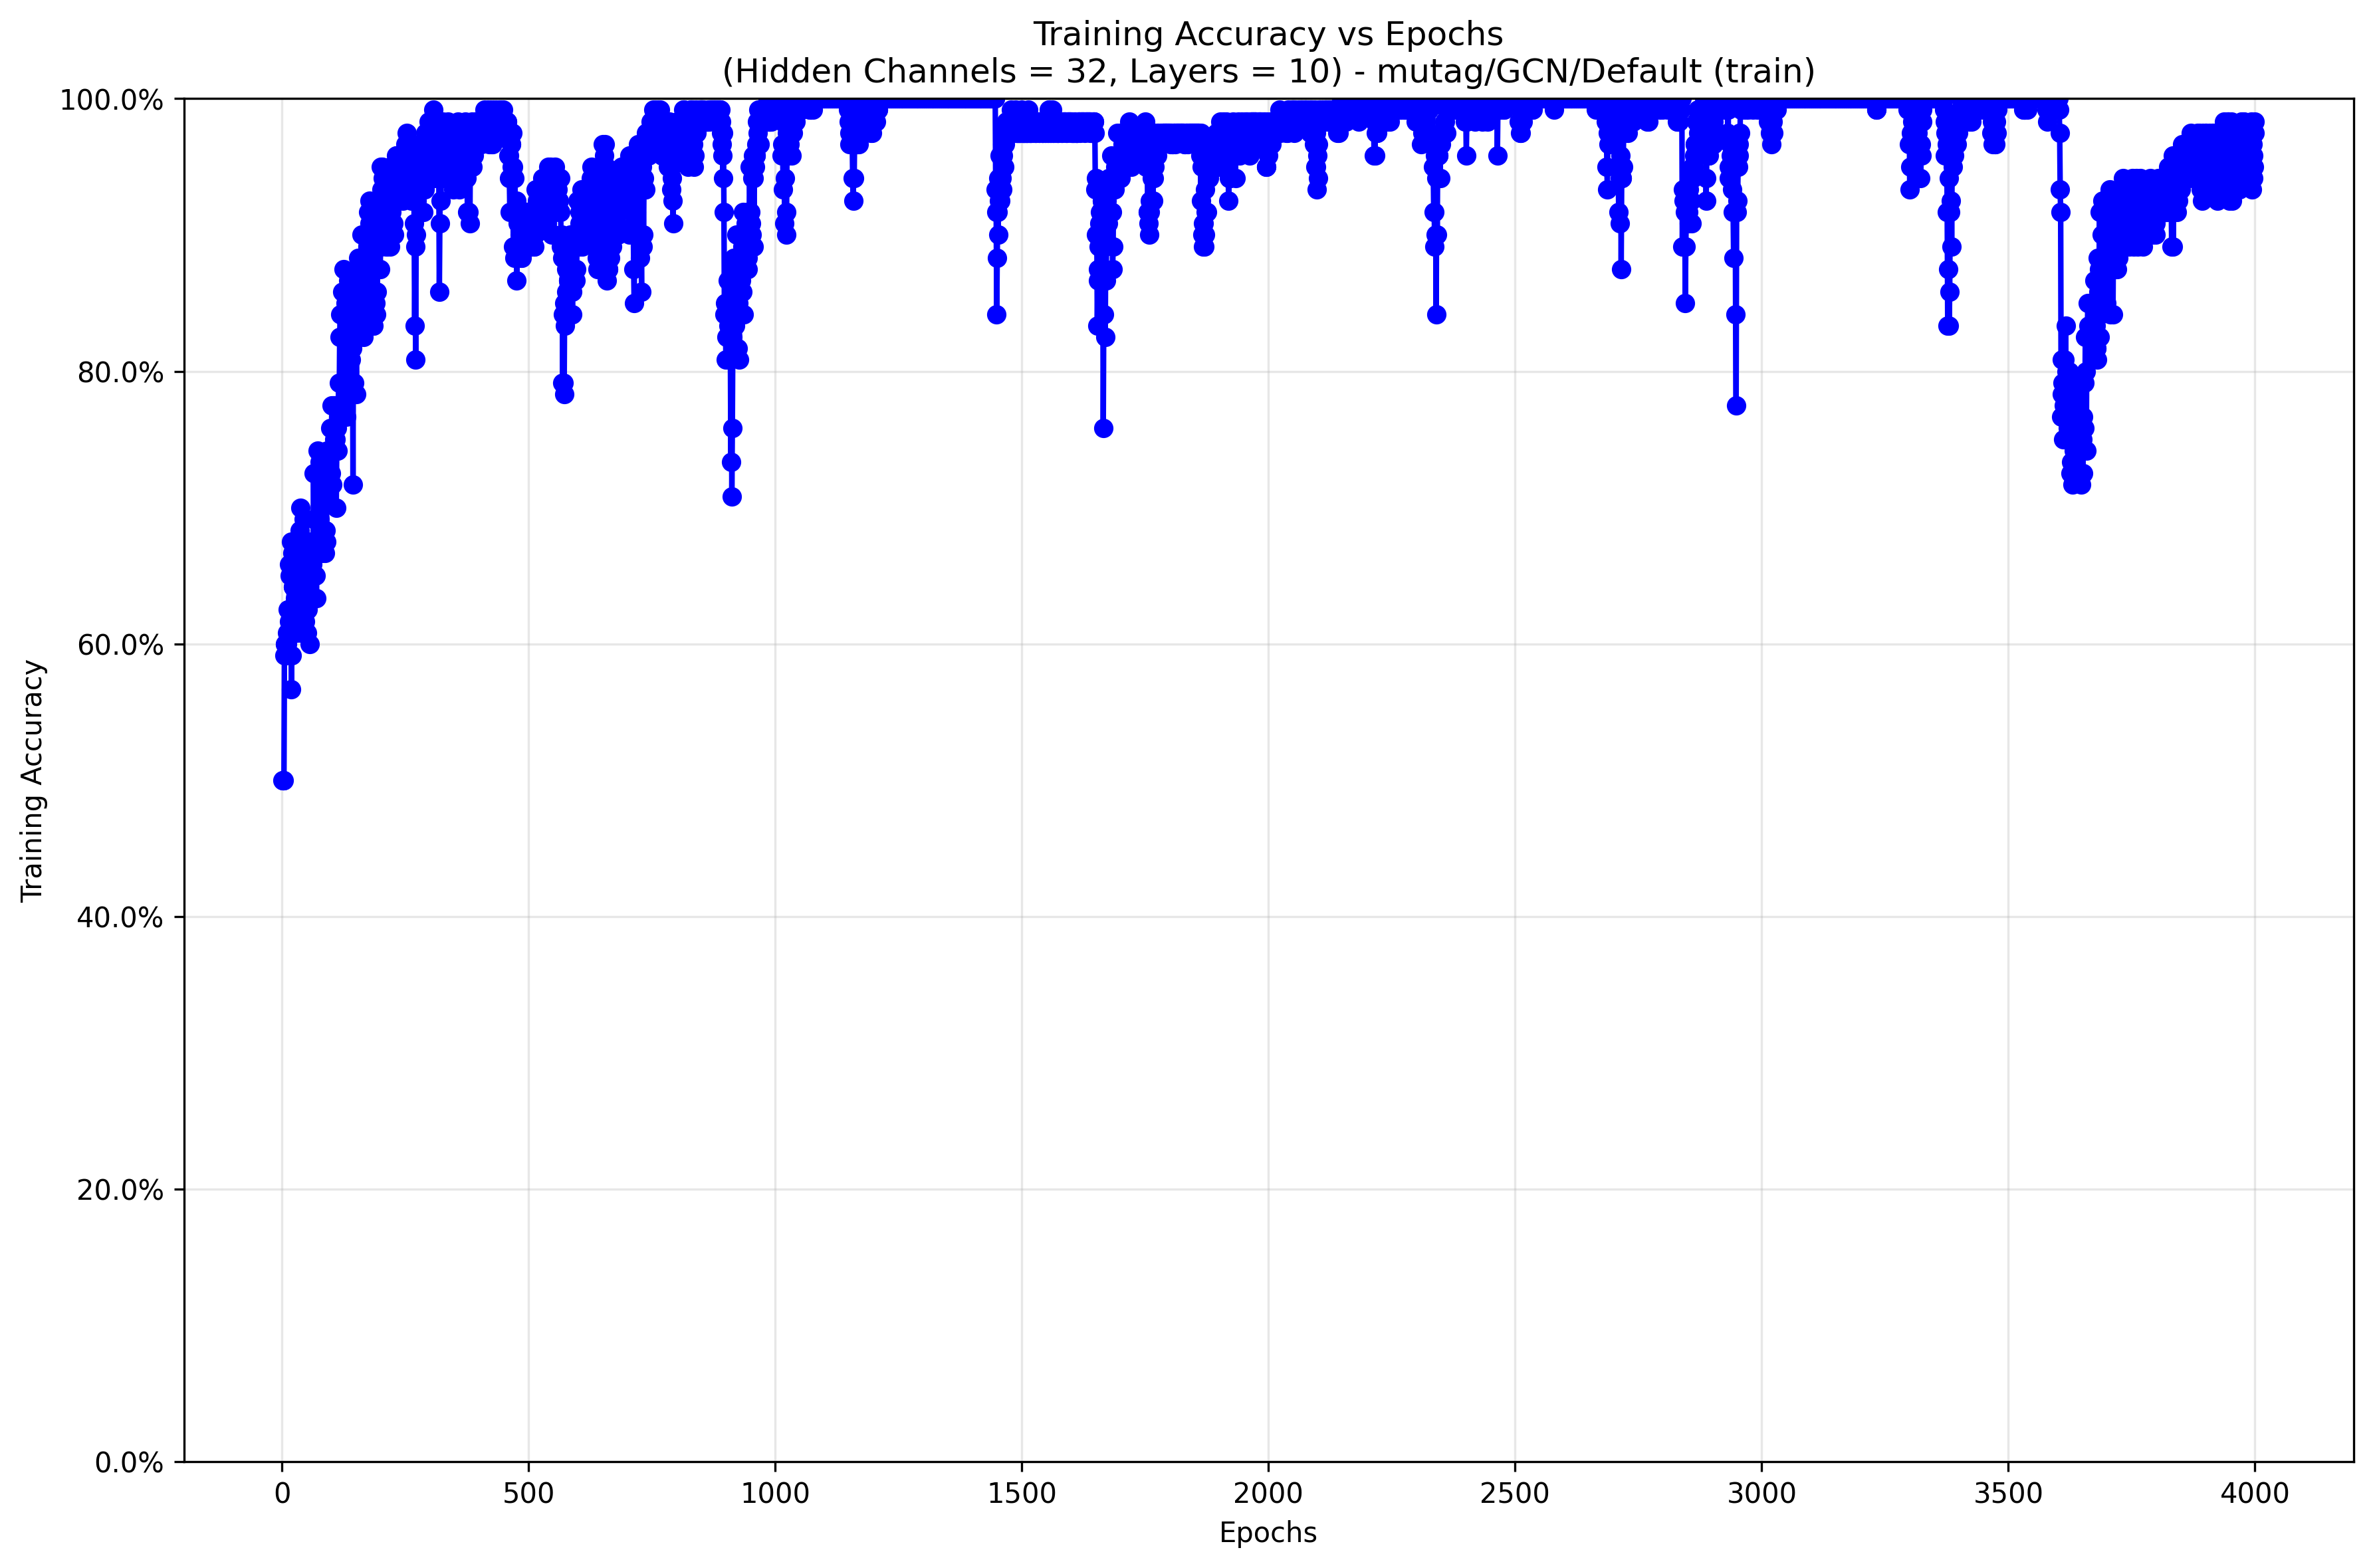 Training Accuracy vs Epochs
(Hidden Channels = 32, Layers = 10) - mutag/GCN/Default (train)
100.0%
80.0%
60.0%
40.0%
20.0%
0.0%
Training Accuracy
0 500 1000 1500 2000 2500 3000 3500 4000
Epochs